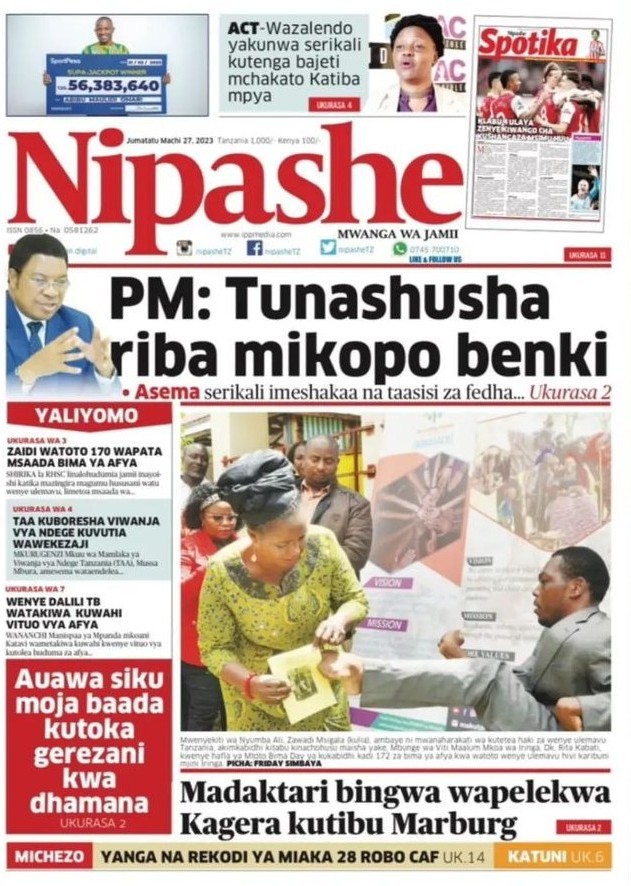 SportPesa
SUPA JACKPOT WINNER
56,383,640
ABIBU MAULIDI OMARI
ACT-Wazalendo
yakunwa serikali
kutenga bajeti
mchakato Katiba
mpya
UKURASA 4
Spotika
KLABU ULAYA
ZENYE KIWANGO CHA
KUSHANGAZA MSIMU HUU
Jumatatu Machi 27, 2023 Tanzania 1,000/- Kenya 100/-
Nipashe
ISSN 0856 • Na. 0581262
www.ippmedia.com
MWANGA WA JAMII
digital
nipasheTZ
nipasheTZ
nipasheTZ
0745 700710
LIKE & FOLLOW US
UKURASA 11
PM: Tunashusha
riba mikopo benki
• Asema serikali imeshakaa na taasisi za fedha... Ukurasa 2
YALIYOMO
UKURASA WA 3
ZAIDI WATOTO 170 WAPATA
MSAADA BIMA YA AFYA
SHIRIKA la RHSC linalohudumia jamii inayoi-
shi katika mazingira magumu hususani watu
wenye ulemavu, limetoa msaada wa...
UKURASA WA 4
TAA KUBORESHA VIWANJA
VYA NDEGE KUVUTIA
WAWEKEZAJI
MKURUGENZI Mkuu wa Mamlaka ya
Viwanja vya Ndege Tanzania (TAA), Mussa
Mbura, amesema wataendelea...
UKURASA WA 7
WENYE DALILI TB
WATAKIWA KUWAHI
VITUO VYA AFYA
WANANCHI Manispaa ya Mpanda mkoani
Katavi wametakiwa kuwahi kwenye vituo vya
kutolea huduma za afya...
Auawa siku
moja baada
kutoka
gerezani
kwa
dhamana
UKURASA 2
VISION
MISSION
VISION
MISSION
VALUES
Mwenyekiti wa Nyumba Ali, Zawadi Msigala (kulia), ambaye ni mwanaharakati wa kutetea haki za wenye ulemavu
Tanzania, akimkabidhi kitabu kinachohusu maisha yake, Mbunge wa Viti Maalum Mkoa wa Iringa, Dk. Rita Kabati,
kwenye hafla ya Mtoto Bima Day ya kukabidhi kadi 172 za bima ya afya kwa watoto wenye ulemavu hivi karibuni
mjini Iringa. PICHA: FRIDAY SIMBAYA
Madaktari bingwa wapelekwa
Kagera kutibu Marburg
UKURASA 2
MICHEZO YANGA NA REKODI YA MIAKA 28 ROBO CAF UK.14 KATUNI UK.6